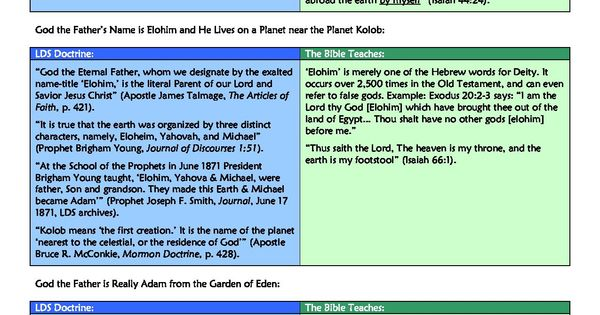 abroad the earth by myself" (Isaiah 44:24).
God the Father's Name is Elohim and He Lives on a Planet near the Planet Kolob:
LDS Doctrine:
"God the Eternal Father, whom we designate by the exalted
name-title 'Elohim,' is the literal Parent of our Lord and
Savior Jesus Christ" (Apostle James Talmage, The Articles of
Faith, p. 421).
"It is true that the earth was organized by three distinct
characters, namely, Eloheim, Yahovah, and Michael"
(Prophet Brigham Young, Journal of Discourses 1:51).
"At the School of the Prophets in June 1871 President
Brigham Young taught, 'Elohim, Yahova & Michael, were
father, Son and grandson. They made this Earth & Michael
became Adam'" (Prophet Joseph F. Smith, Journal, June 17
1871, LDS archives).
"Kolob means 'the first creation.' It is the name of the planet
'nearest to the celestial, or the residence of God'" (Apostle
Bruce R. McConkie, Mormon Doctrine, p. 428).
The Bible Teaches:
'Elohim' is merely one of the Hebrew words for Deity. It
occurs over 2,500 times in the Old Testament, and can even
refer to false gods. Example: Exodus 20:2-3 says: "I am the
Lord thy God [Elohim] which have brought thee out of the
land of Egypt... Thou shalt have no other gods [elohim]
before me."
"Thus saith the Lord, The heaven is my throne, and the
earth is my footstool" (Isaiah 66:1).
God the Father is Really Adam from the Garden of Eden:
LDS Doctrine:
The Bible Teaches: